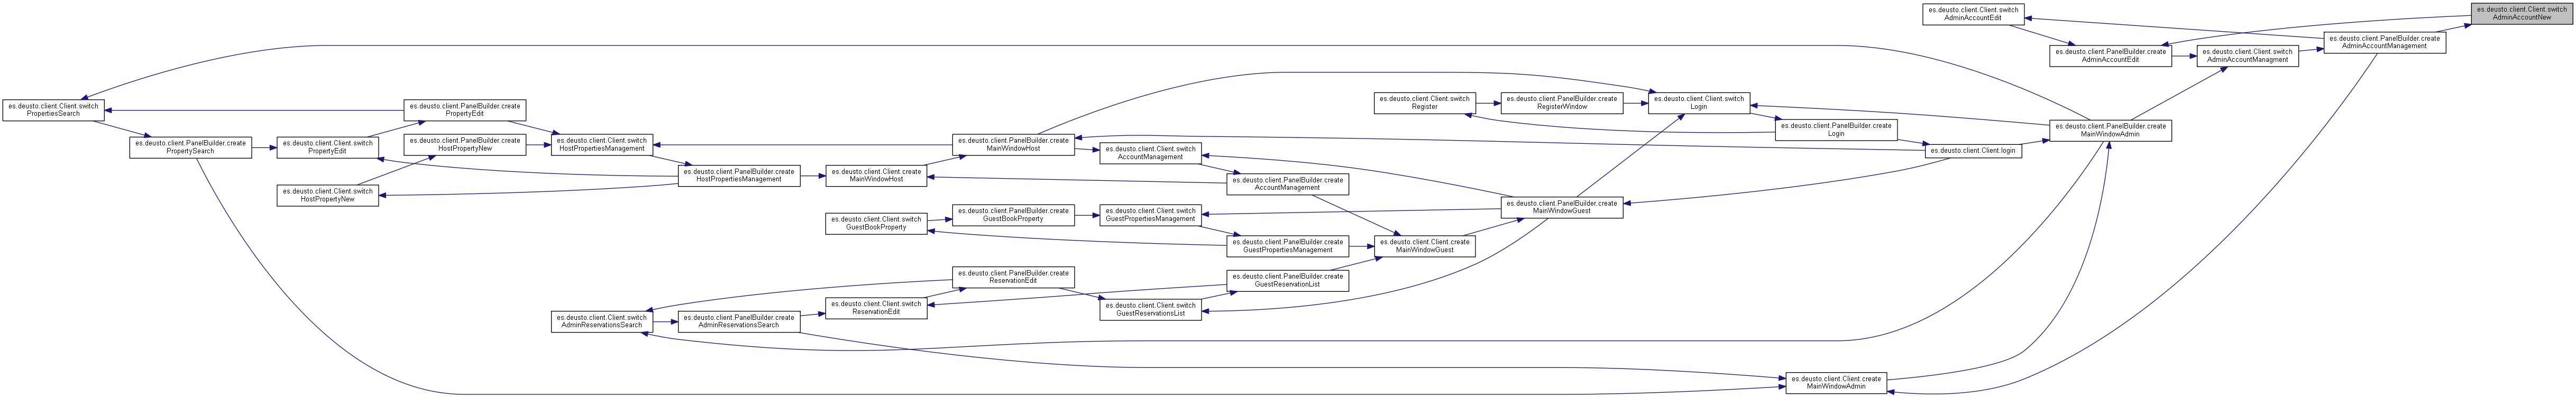 es.deusto.client.Client.switch
AdminAccountEdit
es.deusto.client.Client.switch
AdminAccountNew
es.deusto.client.PanelBuilder.create
AdminAccountManagement
es.deusto.client.PanelBuilder.create
AdminAccountEdit
es.deusto.client.Client.switch
AdminAccountManagment
es.deusto.client.Client.switch
PropertiesSearch
es.deusto.client.PanelBuilder.create
PropertyEdit
es.deusto.client.Client.switch
Register
es.deusto.client.PanelBuilder.create
RegisterWindow
es.deusto.client.Client.switch
Login
es.deusto.client.PanelBuilder.create
Login
es.deusto.client.PanelBuilder.create
MainWindowAdmin
es.deusto.client.PanelBuilder.create
PropertySearch
es.deusto.client.Client.switch
PropertyEdit
es.deusto.client.PanelBuilder.create
HostPropertyNew
es.deusto.client.Client.switch
HostPropertiesManagement
es.deusto.client.PanelBuilder.create
MainWindowHost
es.deusto.client.Client.switch
AccountManagement
es.deusto.client.Client.login
es.deusto.client.PanelBuilder.create
HostPropertiesManagement
es.deusto.client.Client.create
MainWindowHost
es.deusto.client.PanelBuilder.create
AccountManagement
es.deusto.client.Client.switch
HostPropertyNew
es.deusto.client.Client.switch
GuestBookProperty
es.deusto.client.PanelBuilder.create
GuestBookProperty
es.deusto.client.Client.switch
GuestPropertiesManagement
es.deusto.client.PanelBuilder.create
MainWindowGuest
es.deusto.client.PanelBuilder.create
GuestPropertiesManagement
es.deusto.client.Client.create
MainWindowGuest
es.deusto.client.PanelBuilder.create
ReservationEdit
es.deusto.client.PanelBuilder.create
GuestReservationList
es.deusto.client.Client.switch
ReservationEdit
es.deusto.client.Client.switch
GuestReservationsList
es.deusto.client.Client.switch
AdminReservationsSearch
es.deusto.client.PanelBuilder.create
AdminReservationsSearch
es.deusto.client.Client.create
MainWindowAdmin